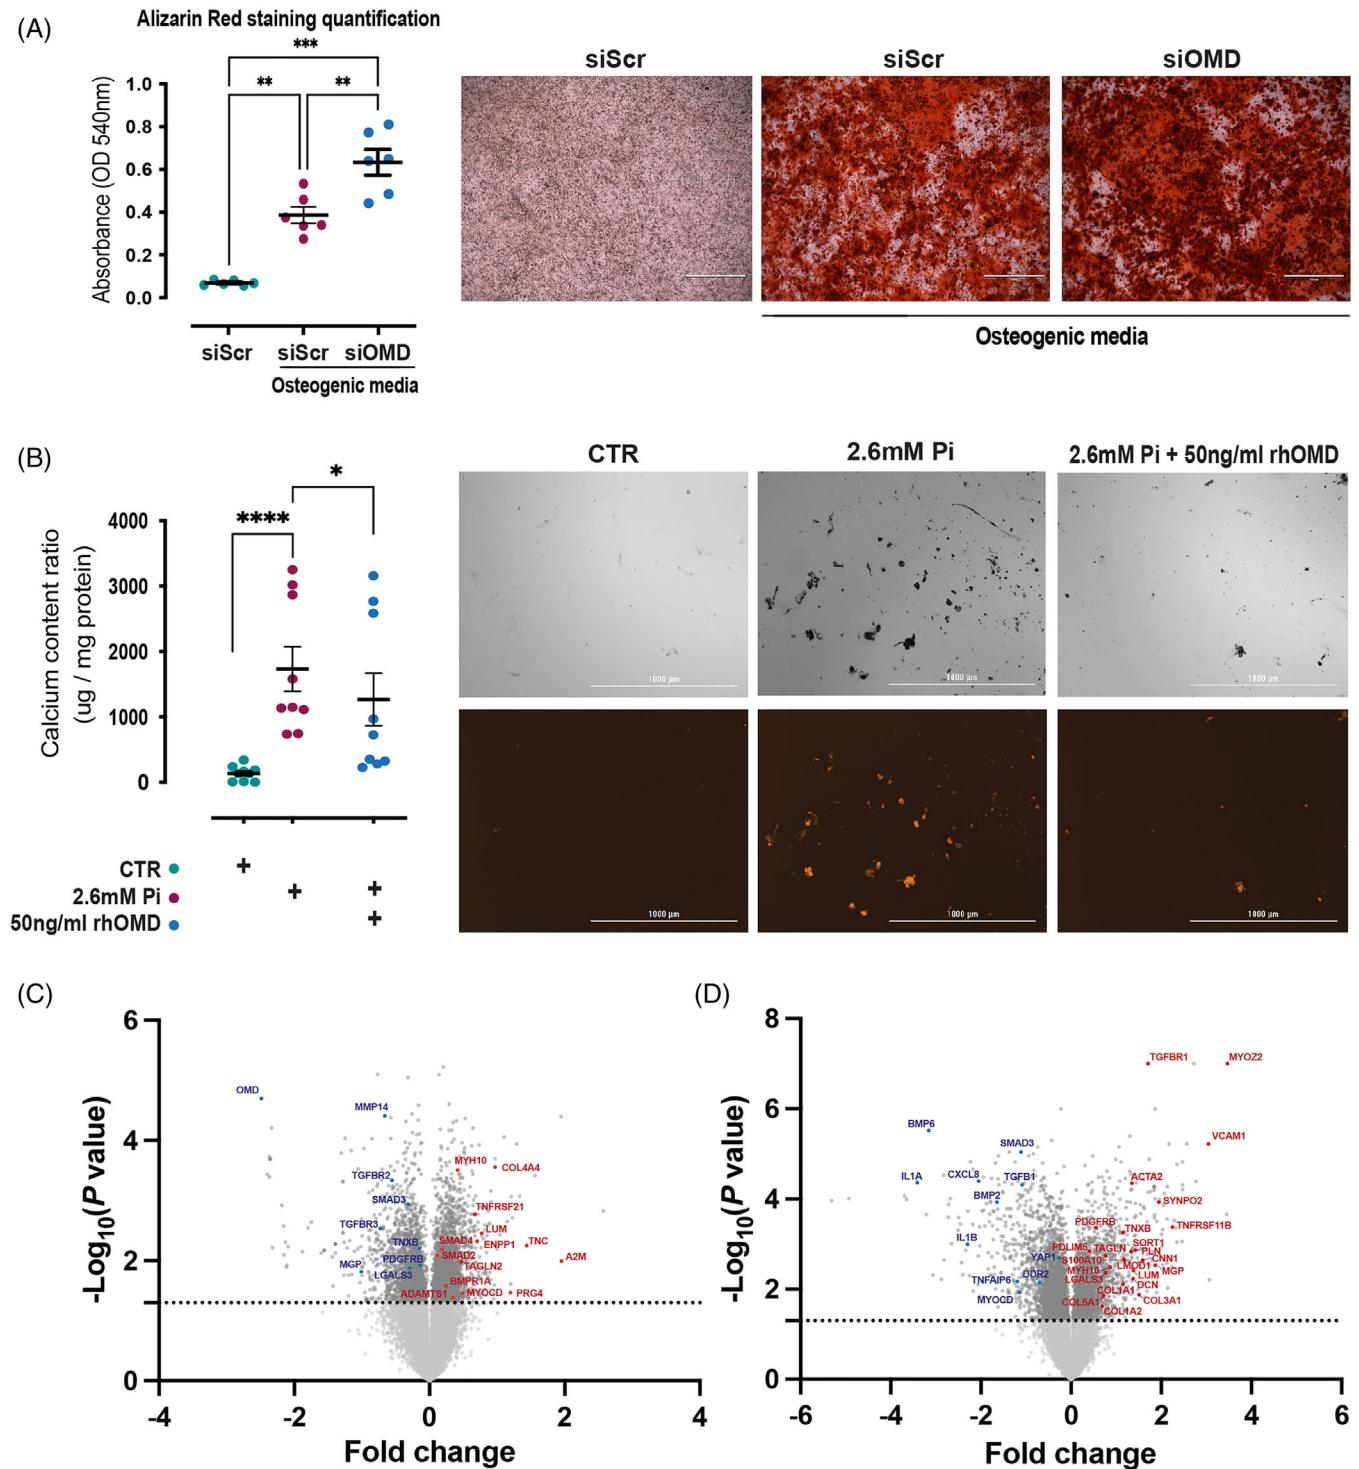 (A)
Alizarin Red staining quantification
***
**
**
1.0
0.8
0.6
0.4
0.2
0.0
Absorbance (OD 540nm)
siScr
siScr
siOMD
Osteogenic media
siScr
siScr
siOMD
Osteogenic media
(B)
*
****
4000
3000
2000
1000
0
Calcium content ratio
(ug / mg protein)
CTR
+
2.6mM Pi
+
+
50ng/ml rhOMD
+
CTR
2.6mM Pi
2.6mM Pi + 50ng/ml rhOMD
1000 µm
1000 µm
1000 µm
1000 µm
1000 µm
1000 µm
(C)
6
4
2
0
-Log10(P value)
OMD
MMP14
MYH10
COL4A4
TGFBR2
SMAD3
TNFRSF21
TGFBR3
LUM
TNXB
SMAD4
ENPP1
TNC
PDGFRB
SMAD2
A2M
MGP
LGALS3
TAGLN2
BMPR1A
ADAMTS1
MYOCD
PRG4
-4
-2
0
2
4
Fold change
(D)
8
6
4
2
0
-Log10(P value)
TGFBR1
MYOZ2
BMP6
VCAM1
SMAD3
IL1A
CXCL8
TGFB1
ACTA2
BMP2
SYNPO2
PDGFRB
TNXB
TNFRSF11B
IL1B
SORT1
PDLIM5
TAGLN
PLN
YAP1
S100A10
CNN1
LMOD1
MYH10
MGP
DDR2
LGALS3
LUM
TNFAIP6
DCN
COL1A1
MYOCD
COL5A1
COL3A1
COL1A2
-6
-4
-2
0
2
4
6
Fold change